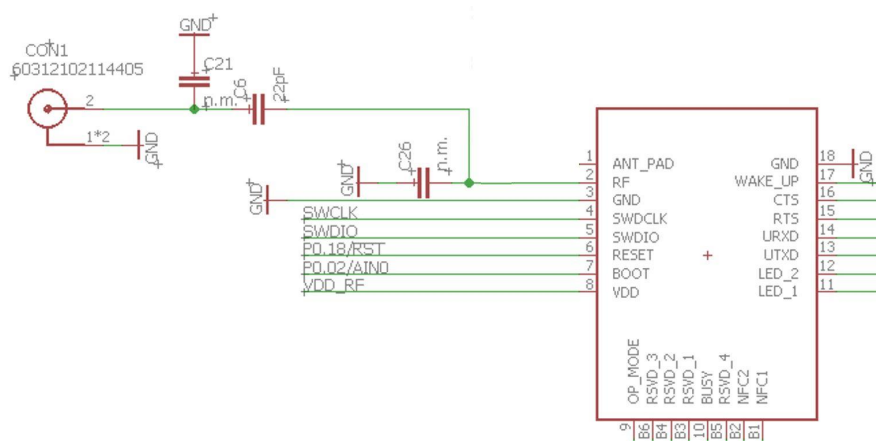 GND
CON1
60312102114405
C21
n.m.
C6
22pF
2
1*2
GND
C26
n.m.
GND
GND
SWCLK
SWDIO
P0.18/RST
P0.02/AIN0
VDD_RF
1 ANT_PAD
2 RF
3 GND
4 SWDCLK
5 SWDIO
6 RESET
7 BOOT
8 VDD
GND 18 GND
WAKE_UP 17
CTS 16
RTS 15
URXD 14
UTXD 13
LED_2 12
LED_1 11
OP_MODE 9
RSVD_3 B6
RSVD_2 B4
RSVD_1 B3
BUSY 10
RSVD_4 B5
NFC2 B2
NFC1 B1